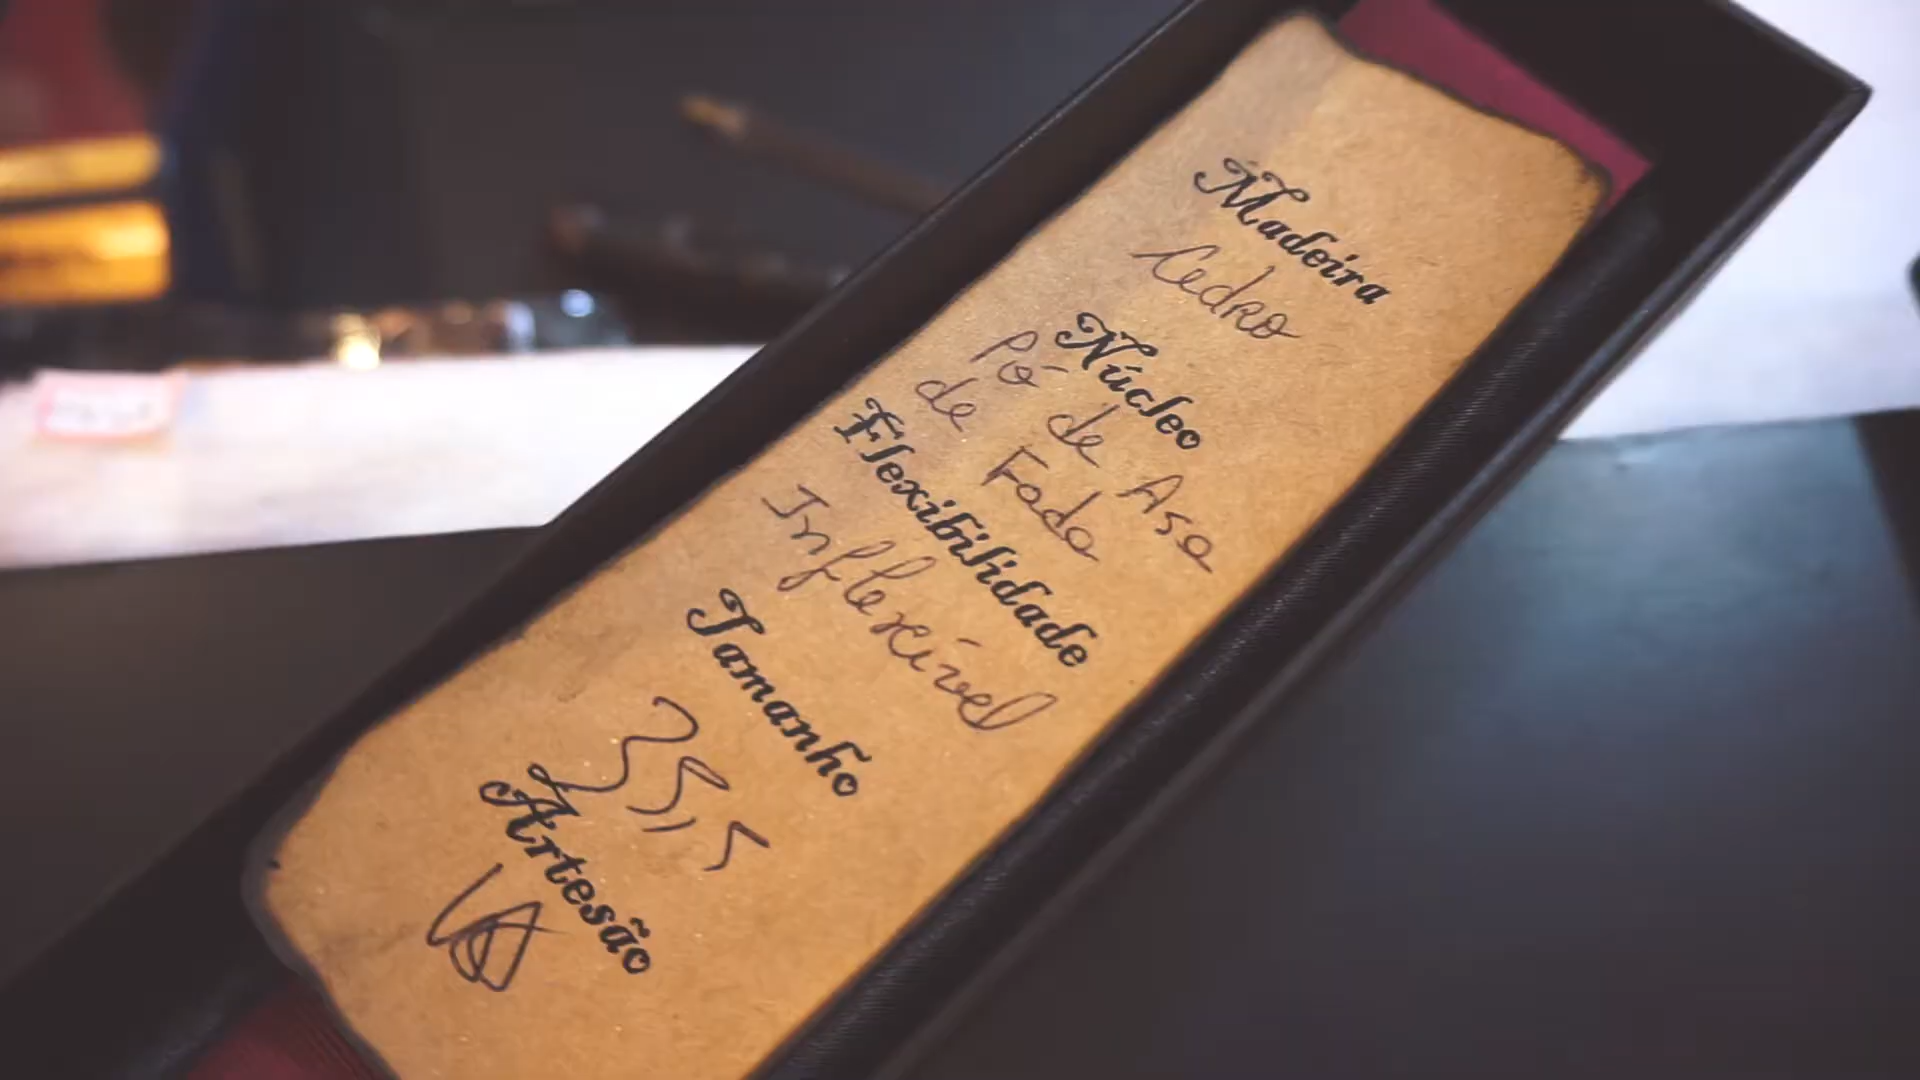 Madeira
Cedro
Núcleo
Pó de Asa
de Fada
Flexibilidade
Inflexível
Tamanho
35,5
Artesão